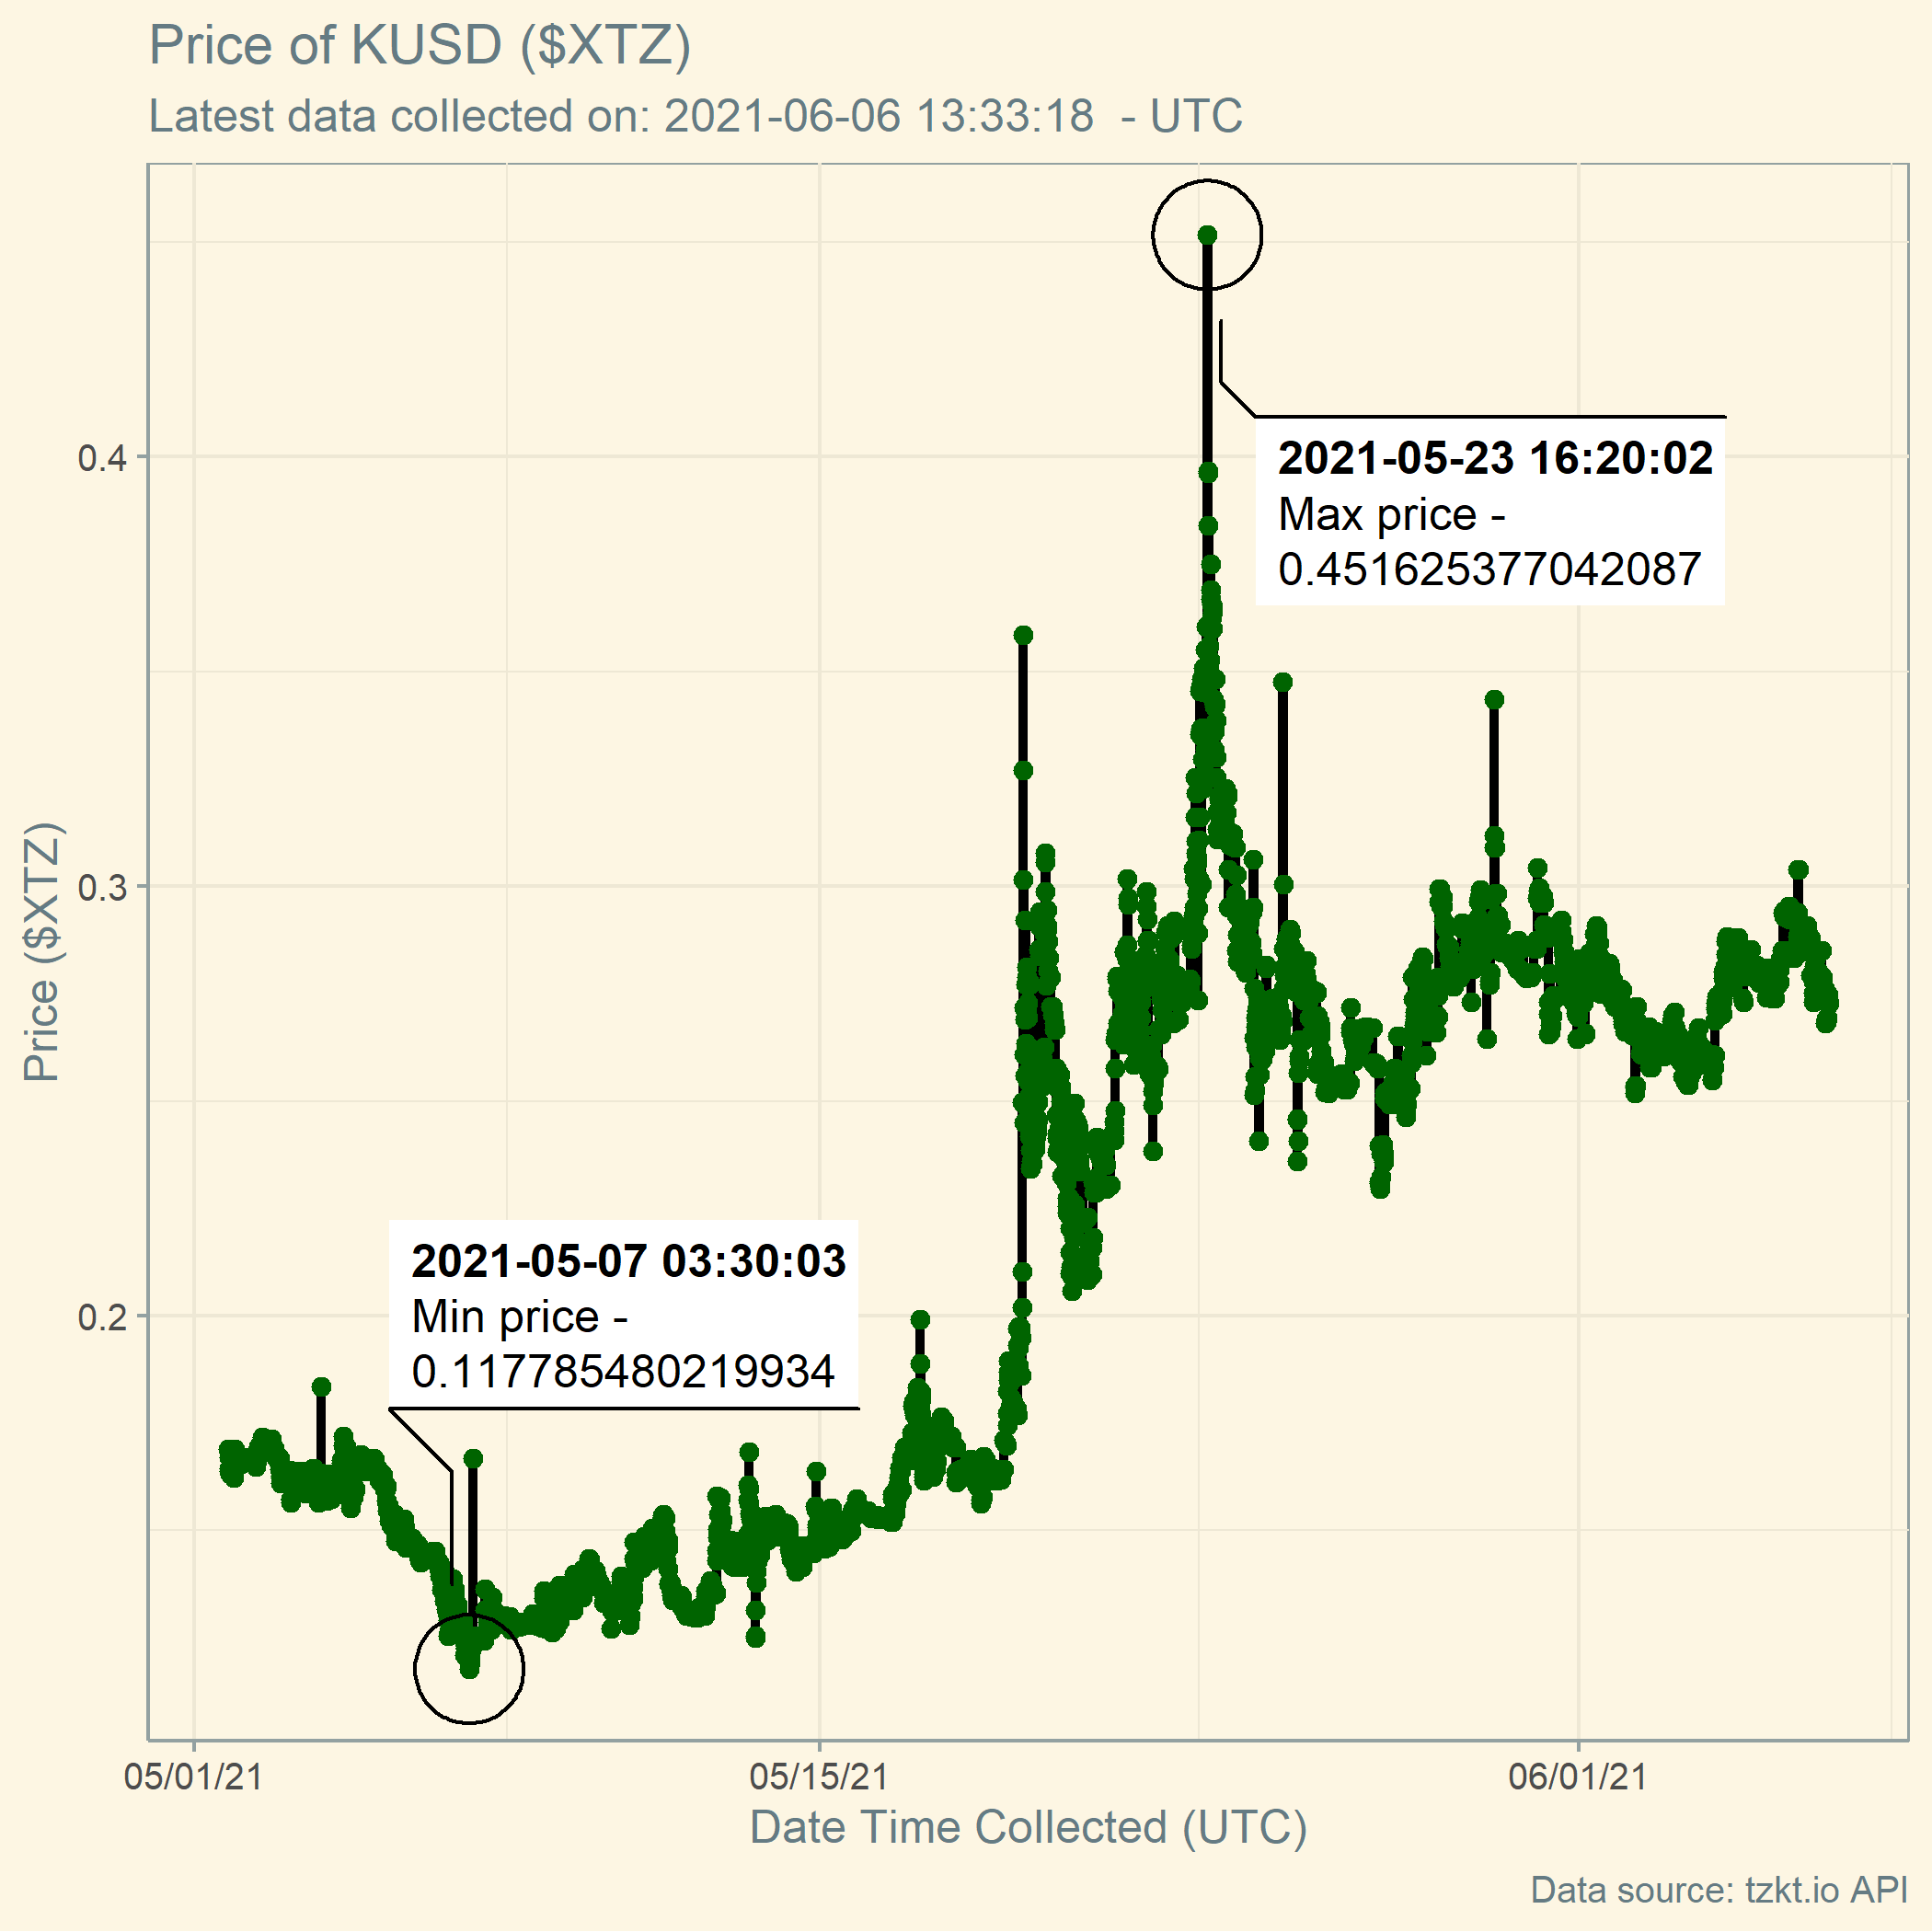 Price of KUSD ($XTZ)
Latest data collected on: 2021-06-06 13:33:18  - UTC
Price ($XTZ)
0.4
0.3
0.2
2021-05-23 16:20:02
Max price -
0.451625377042087
2021-05-07 03:30:03
Min price -
0.117785480219934
05/01/21
05/15/21
06/01/21
Date Time Collected (UTC)
Data source: tzkt.io API